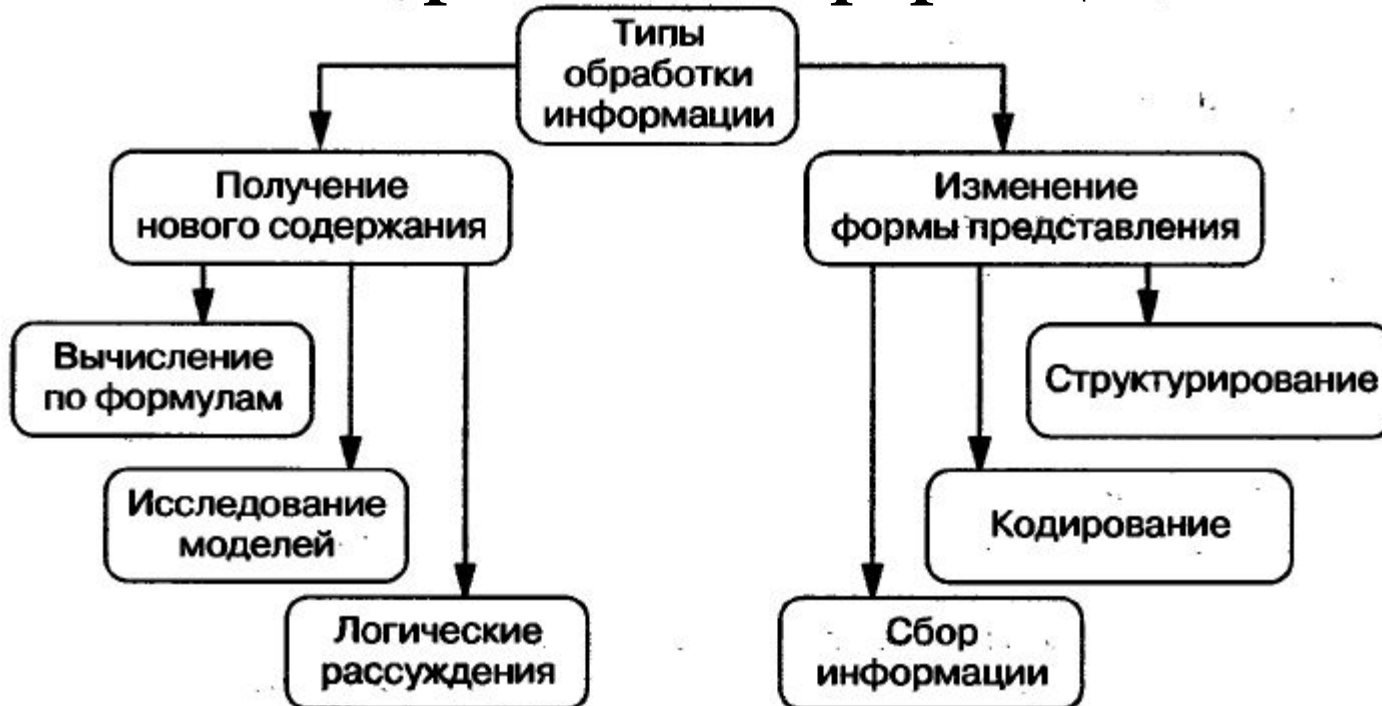 Типы
обработки
информации
Получение
нового содержания
Изменение
формы представления
Вычисление
по формулам
Структурирование
Исследование
моделей
Кодирование
Логические
рассуждения
Сбор
информации